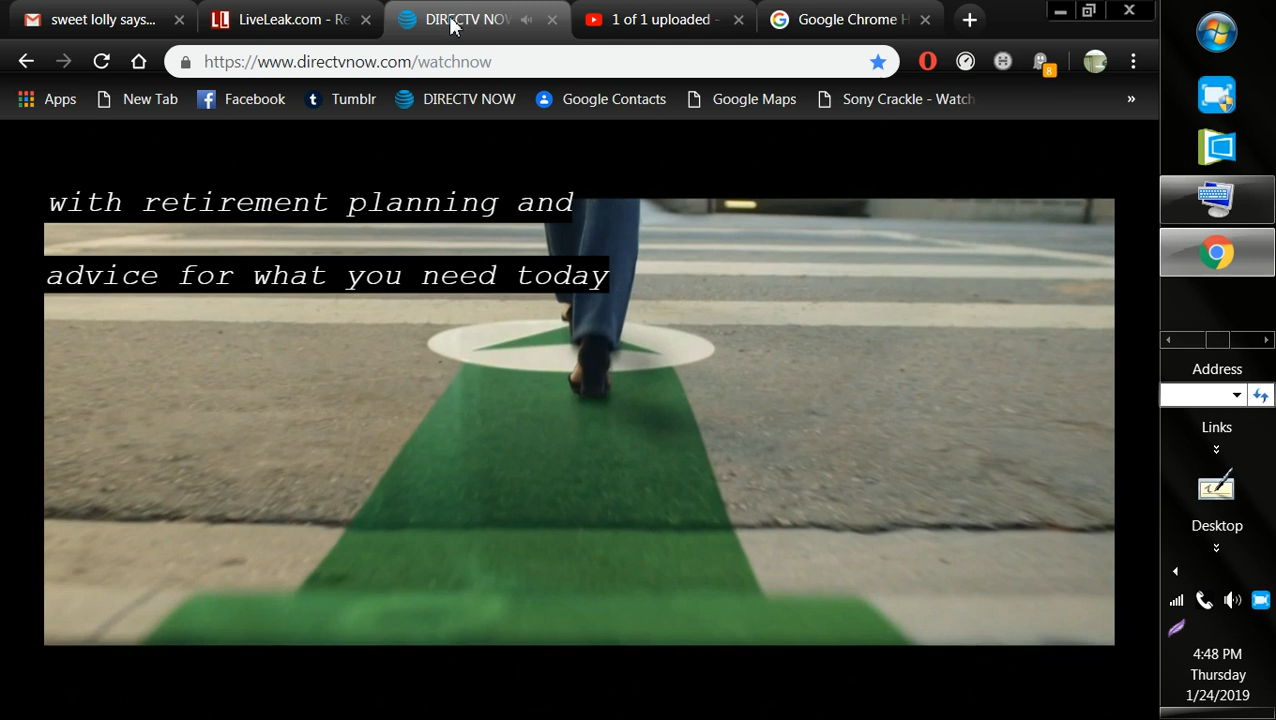 sweet lolly says...
LiveLeak.com - Re
DIRECTV NOW
1 of 1 uploaded -
Google Chrome H
https://www.directvnow.com/watchnow
8
Apps
New Tab
Facebook
Tumblr
DIRECTV NOW
Google Contacts
Google Maps
Sony Crackle - Watch
»
with retirement planning and
advice for what you need today
Address
Links
Desktop
4:48 PM
Thursday
1/24/2019